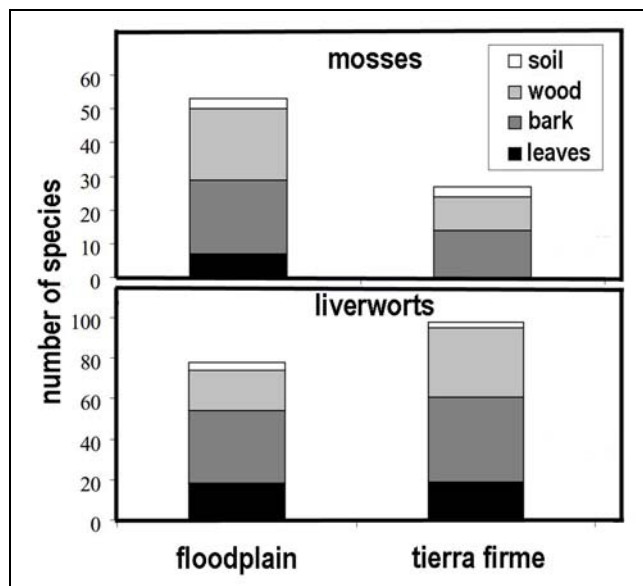 mosses
soil
wood
bark
leaves
60
50
40
30
20
10
0
number of species
liverworts
100
80
60
40
20
0
floodplain tierra firme